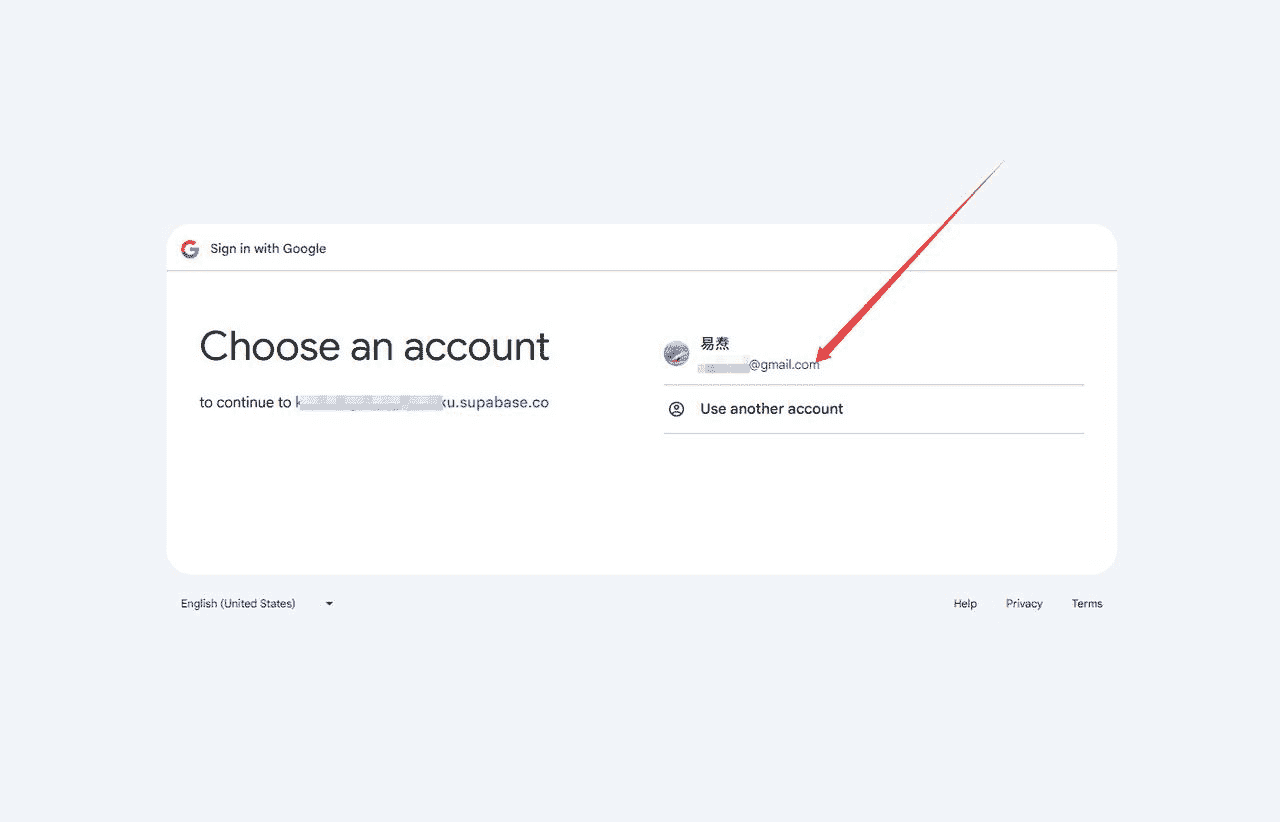 Sign in with Google
Choose an account
to continue to ku.supabase.co
易焘
@gmail.com
Use another account
English (United States)
Help Privacy Terms